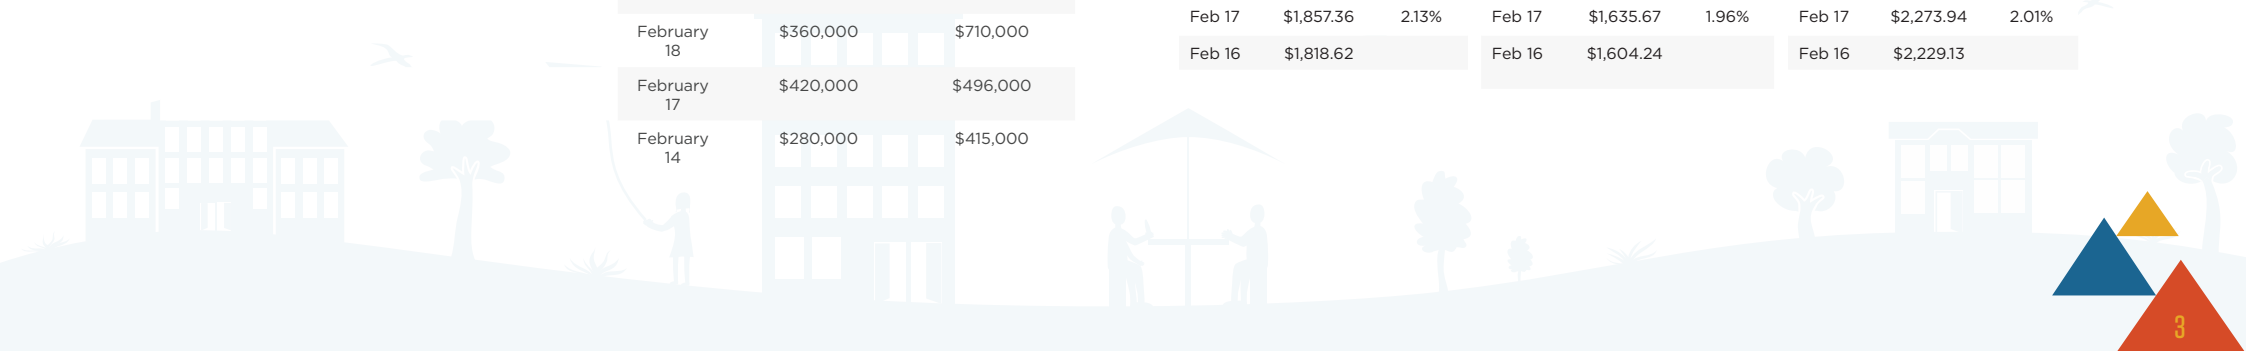 February 18 $360,000 $710,000
February 17 $420,000 $496,000
February 14 $280,000 $415,000
Feb 17 $1,857.36 2.13%
Feb 16 $1,818.62
Feb 17 $1,635.67 1.96%
Feb 16 $1,604.24
Feb 17 $2,273.94 2.01%
Feb 16 $2,229.13
3